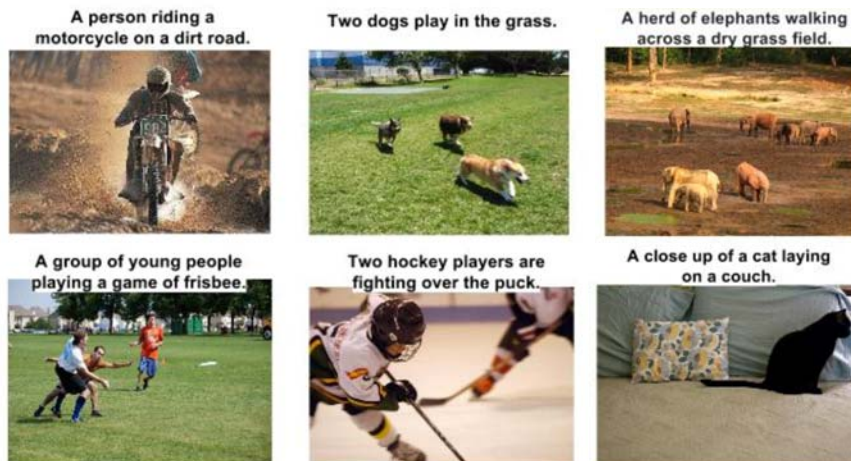 A person riding a
motorcycle on a dirt road.
Two dogs play in the grass.
A herd of elephants walking
across a dry grass field.
A group of young people
playing a game of frisbee.
Two hockey players are
fighting over the puck.
A close up of a cat laying
on a couch.